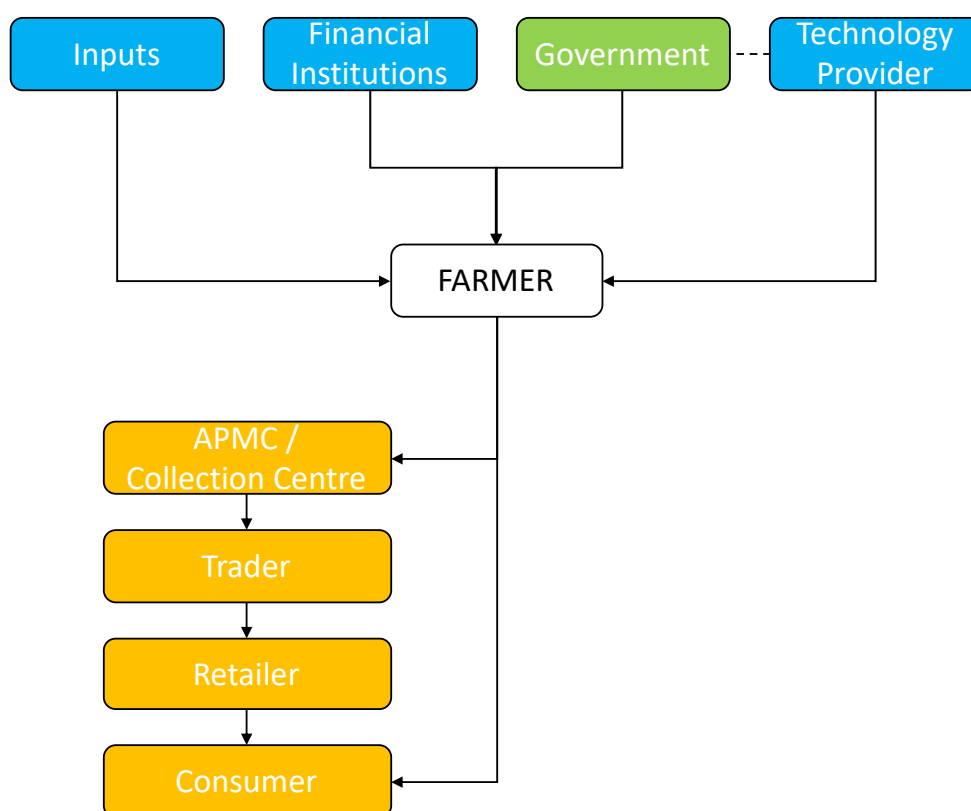 Inputs
Financial
Institutions
Government
Technology
Provider
FARMER
APMC /
Collection Centre
Trader
Retailer
Consumer